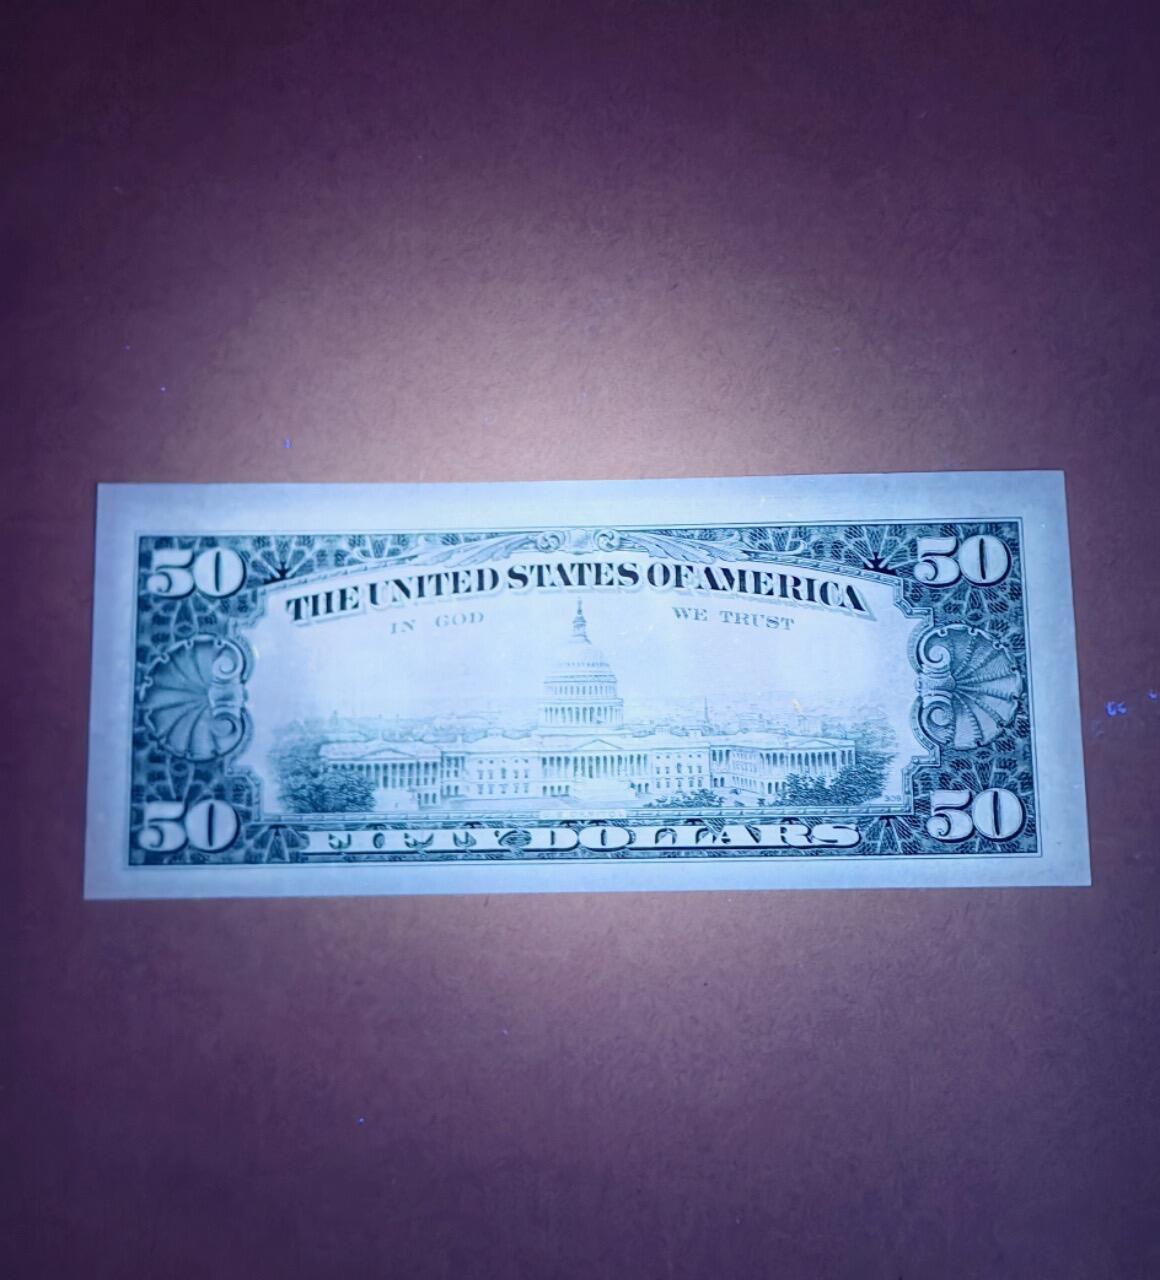 50 50
THE UNITED STATES OF AMERICA
IN GOD WE TRUST
50 50
FIFTY DOLLARS